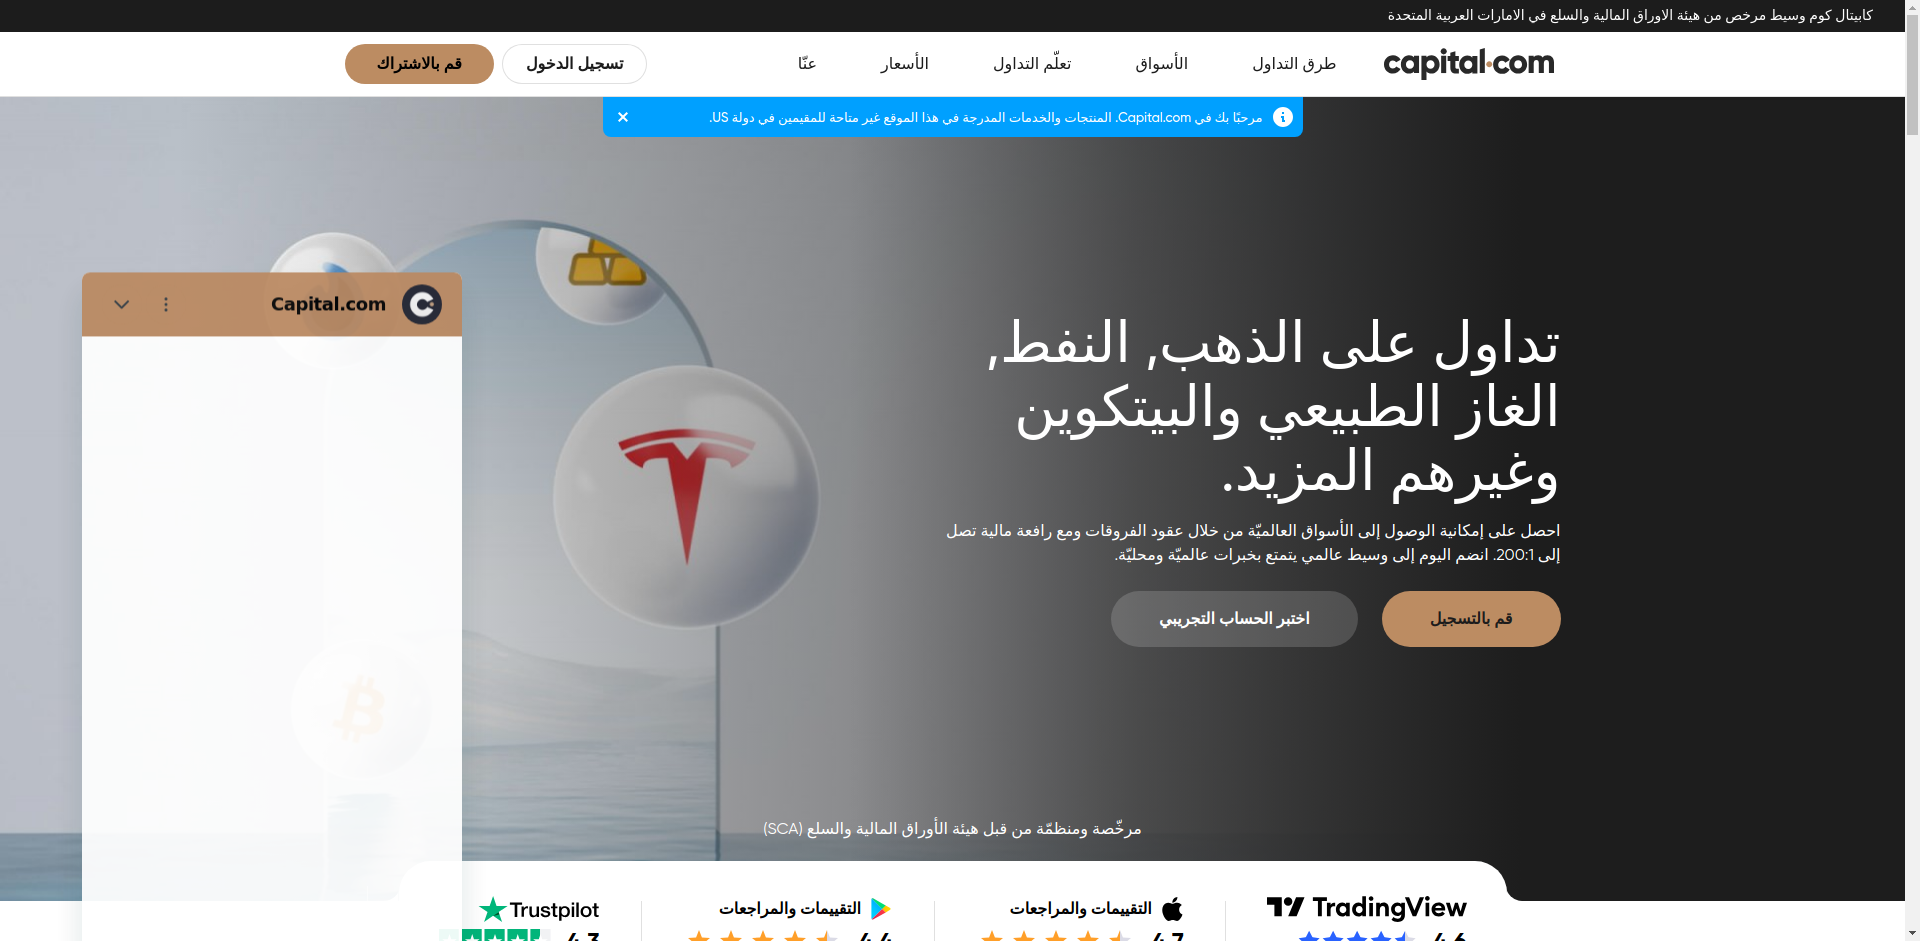 كابيتال كوم وسيط مرخص من هيئة الاوراق المالية والسلع في الامارات العربية المتحدة
capital.com
طرق التداول
الأسواق
تعلّم التداول
الأسعار
عنّا
تسجيل الدخول
قم بالاشتراك
مرحبًا بك في Capital.com. المنتجات والخدمات المدرجة في هذا الموقع غير متاحة للمقيمين في دولة US.
Capital.com
تداول على الذهب, النفط,
الغاز الطبيعي والبيتكوين
وغيرهم المزيد.
احصل على إمكانية الوصول إلى الأسواق العالميّة من خلال عقود الفروقات ومع رافعة مالية تصل
إلى 200:1. انضم اليوم إلى وسيط عالمي يتمتع بخبرات عالميّة ومحليّة.
قم بالتسجيل
اختبر الحساب التجريبي
مرخّصة ومنظمّة من قبل هيئة الأوراق المالية والسلع (SCA)
TradingView
4.6
التقييمات والمراجعات
4.7
التقييمات والمراجعات
4.4
Trustpilot
4.3